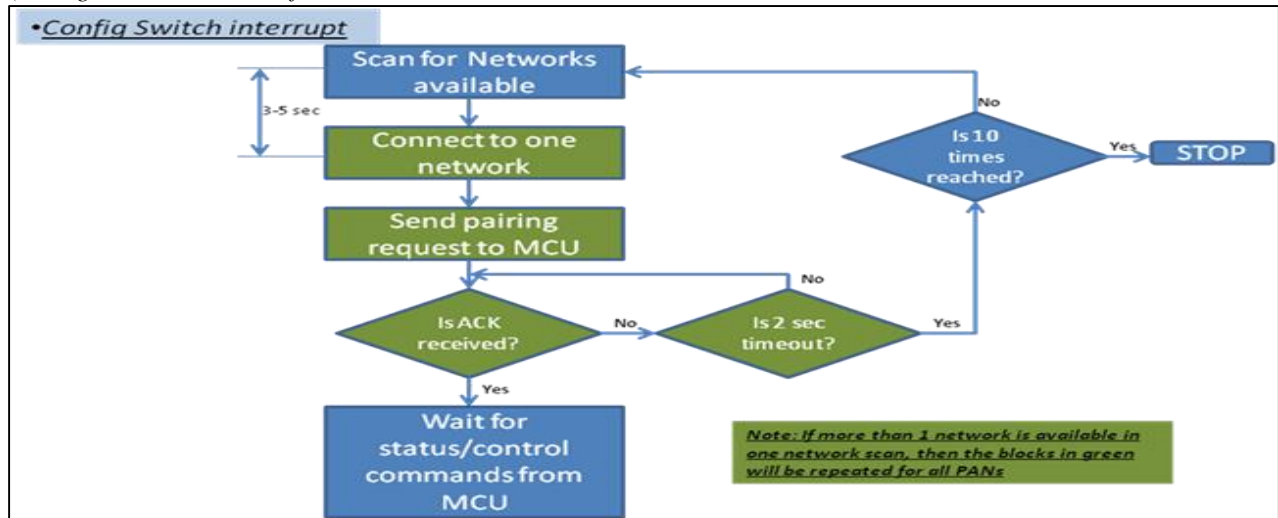 •Config Switch interrupt
Scan for Networks
available
3-5 sec
Connect to one
network
Send pairing
request to MCU
Is ACK
received?
No
Is 2 sec
timeout?
No
Yes
Is 10
times
reached?
No
Yes
STOP
Yes
Wait for
status/control
commands from
MCU
Note: If more than 1 network is available in
one network scan, then the blocks in green
will be repeated for all PANs